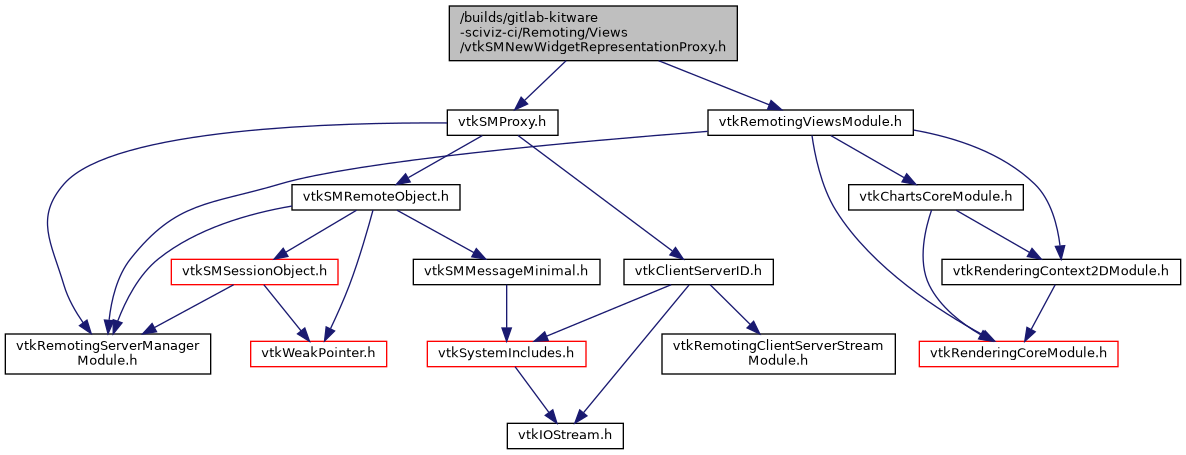 /builds/gitlab-kitware
-sciviz-ci/Remoting/Views
/vtkSMNewWidgetRepresentationProxy.h
vtkSMProxy.h
vtkRemotingViewsModule.h
vtkSMRemoteObject.h
vtkChartsCoreModule.h
vtkSMSessionObject.h
vtkSMMessageMinimal.h
vtkClientServerID.h
vtkRenderingContext2DModule.h
vtkRemotingServerManager
Module.h
vtkWeakPointer.h
vtkSystemIncludes.h
vtkRemotingClientServerStream
Module.h
vtkRenderingCoreModule.h
vtkIOStream.h